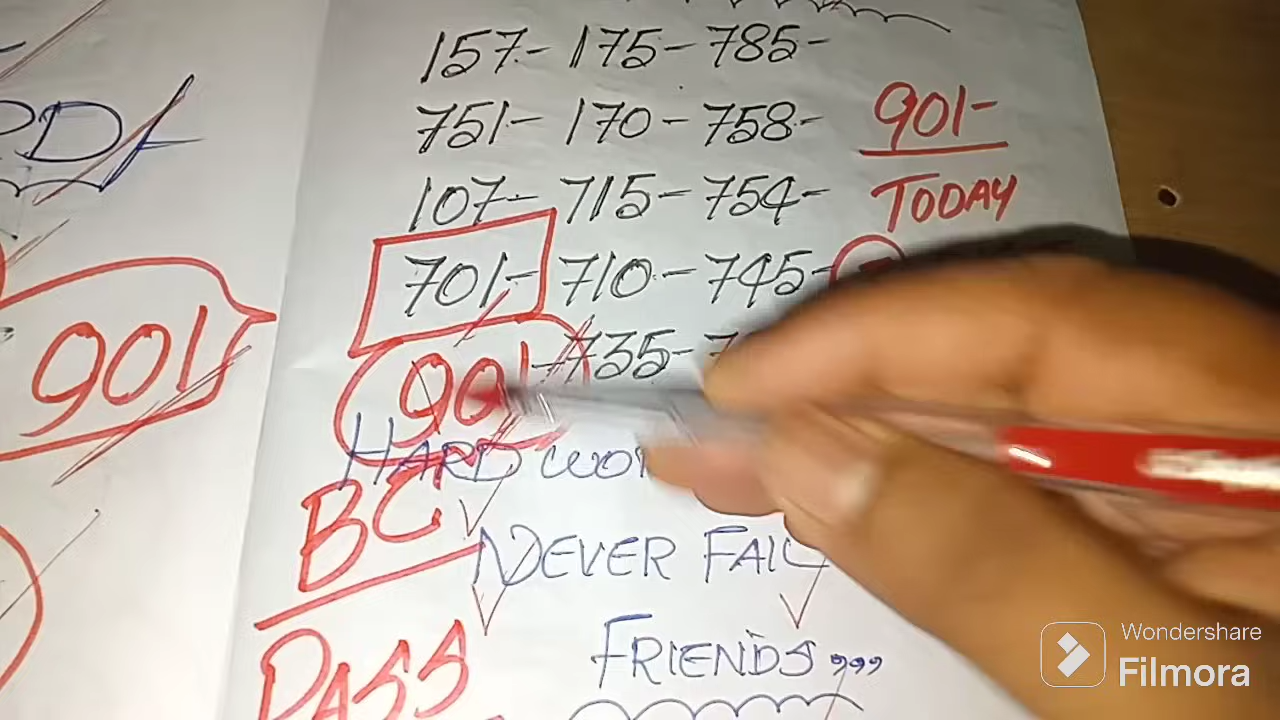 157- 175- 785-
751- 170- 758- 901-
107- 715- 754- TODAY
701- 710- 745-
901 -735-
HARD
BC
NEVER FAIL
PASS
FRIENDS ,,,
901
Wondershare
Filmora